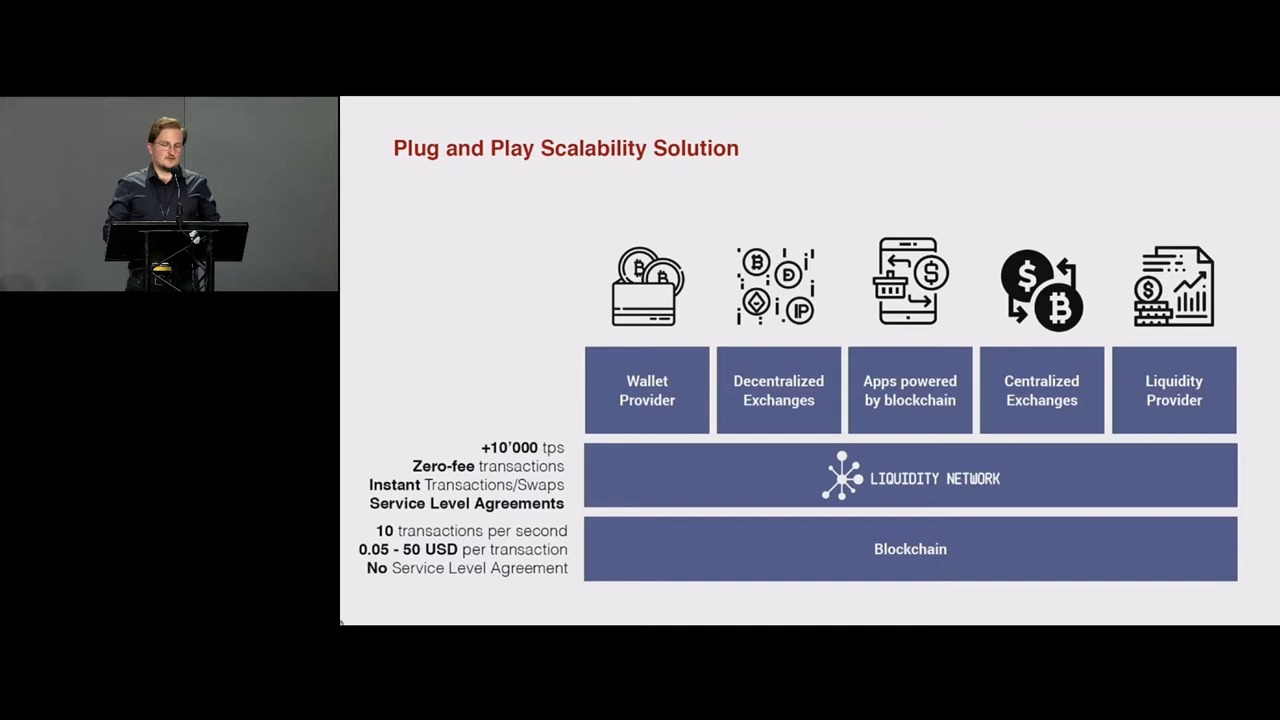 Plug and Play Scalability Solution
Wallet
Provider
Decentralized
Exchanges
Apps powered
by blockchain
Centralized
Exchanges
Liquidity
Provider
+10’000 tps
Zero-fee transactions
Instant Transactions/Swaps
Service Level Agreements
LIQUIDITY NETWORK
10 transactions per second
0.05 - 50 USD per transaction
No Service Level Agreement
Blockchain